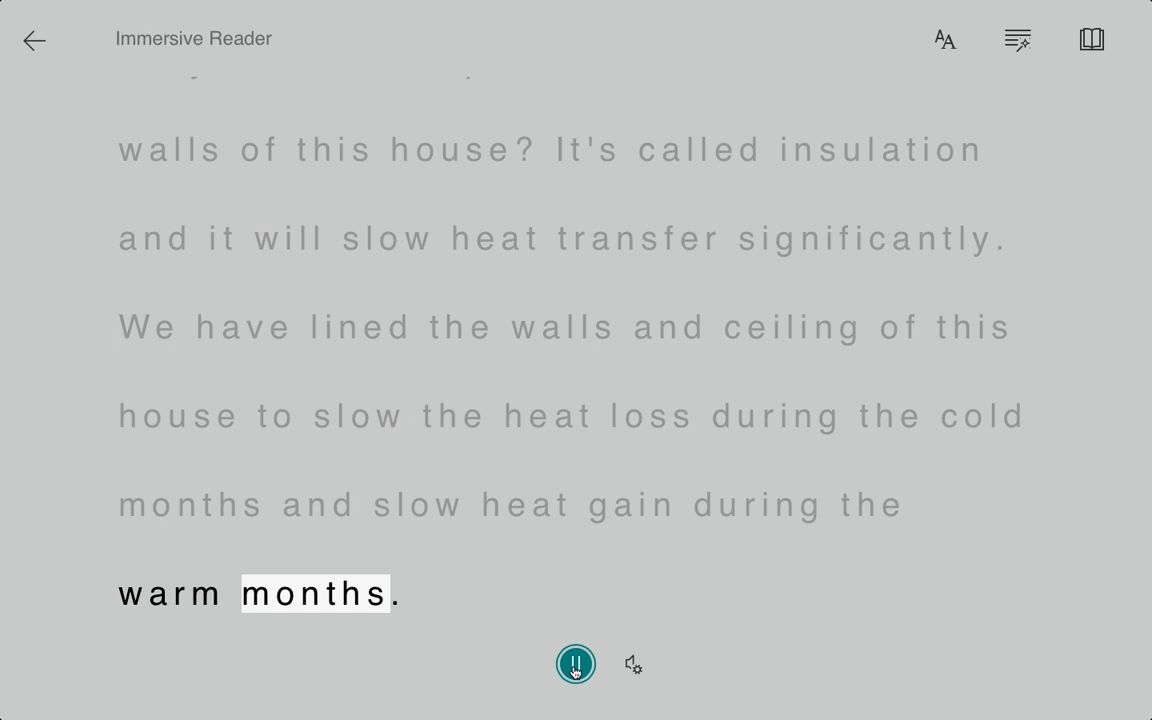 Immersive Reader
walls of this house? It's called insulation
and it will slow heat transfer significantly.
We have lined the walls and ceiling of this
house to slow the heat loss during the cold
months and slow heat gain during the
warm months.